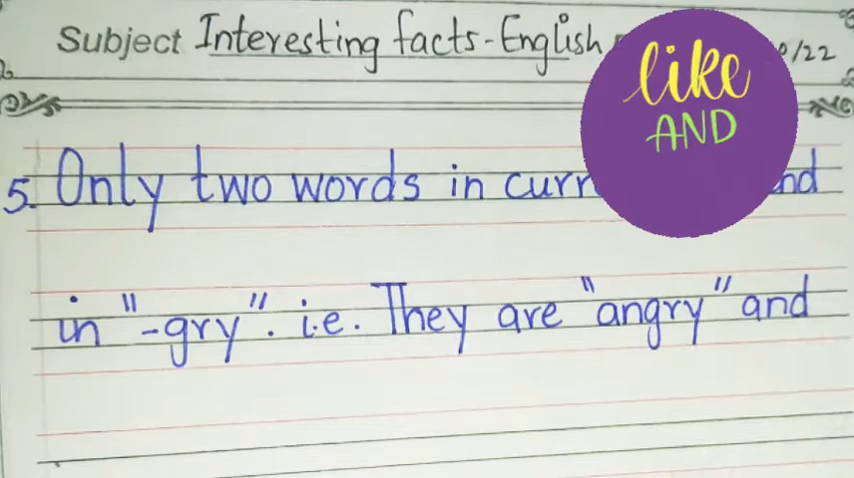 Subject Interesting facts-English
0/22
like
AND
5. Only two words in curr nd
in "-gry". i.e. They are "angry" and